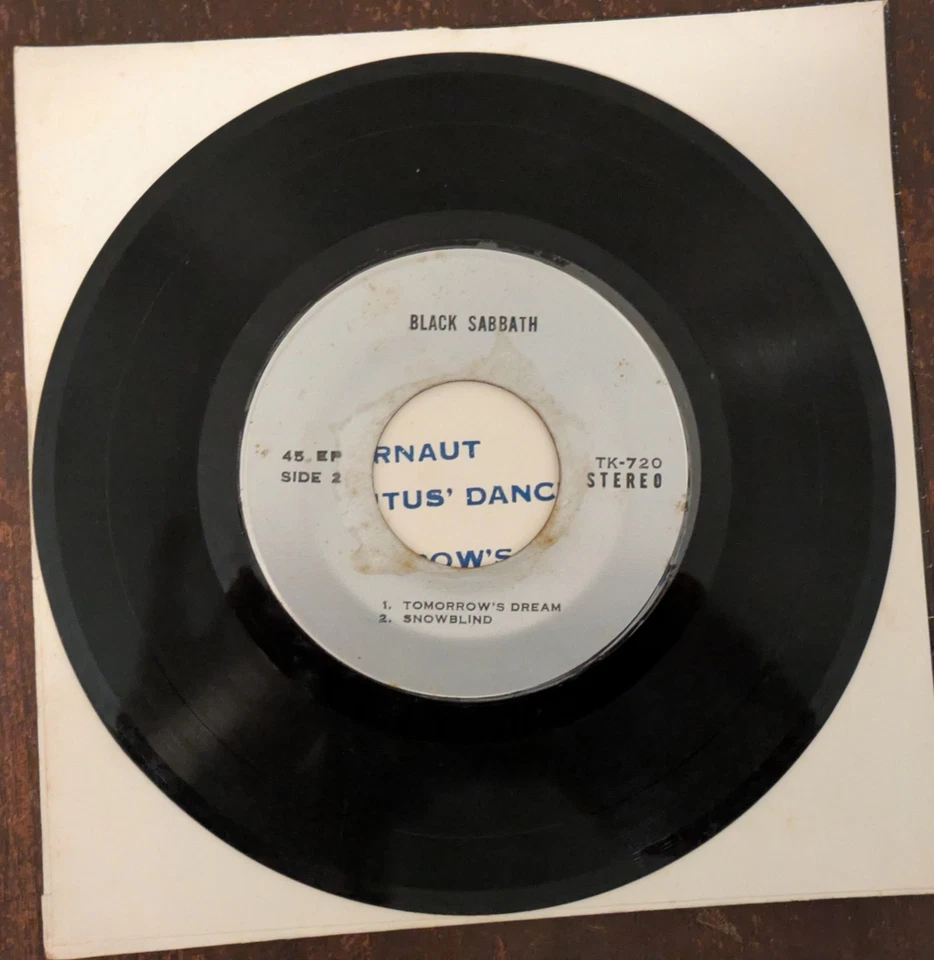 BLACK SABBATH
45 EP
SIDE 2
TK-720
STEREO
RNAUT
TUS' DANC
OW'S
1. TOMORROW'S DREAM
2. SNOWBLIND